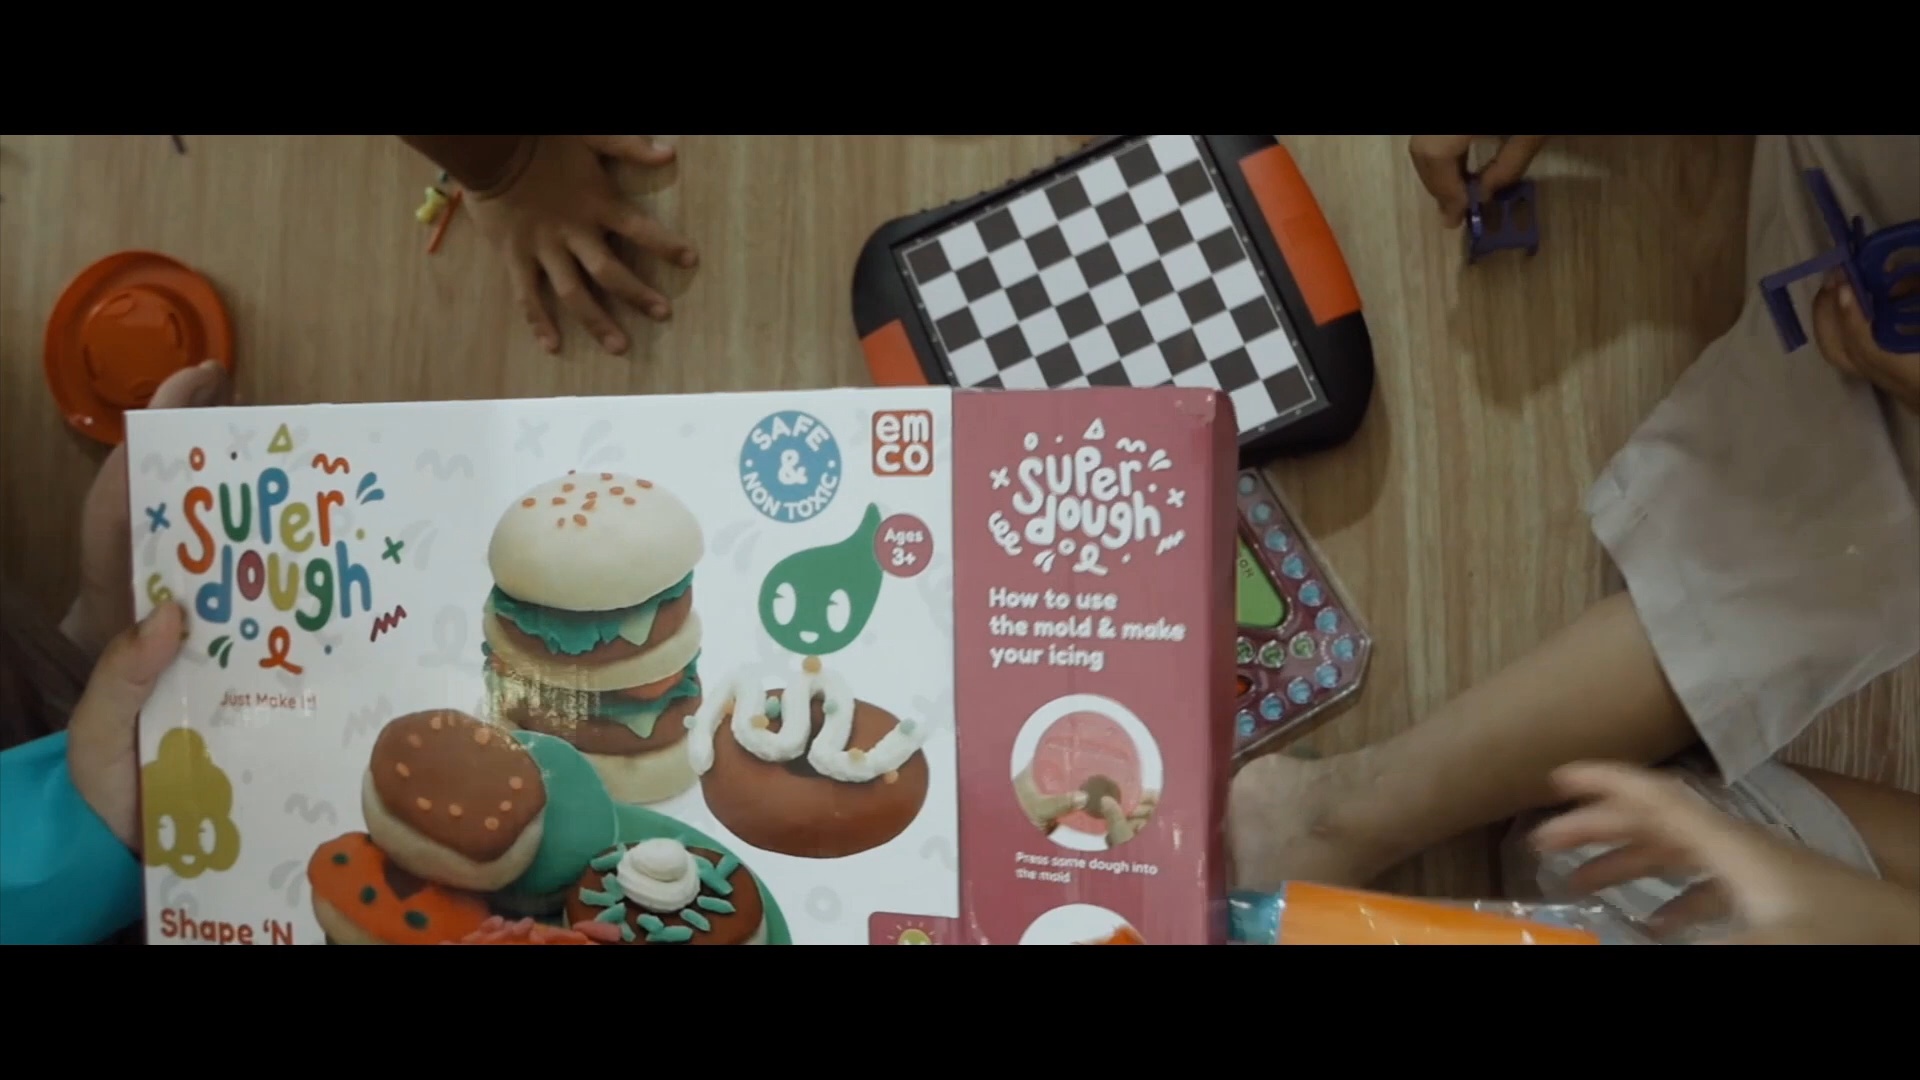 super
dough
Just Make it!
SAFE
&
NON TOXIC
em
co
Ages
3+
Shape 'N
super
dough
How to use
the mold & make
your icing
Press some dough into
the mold